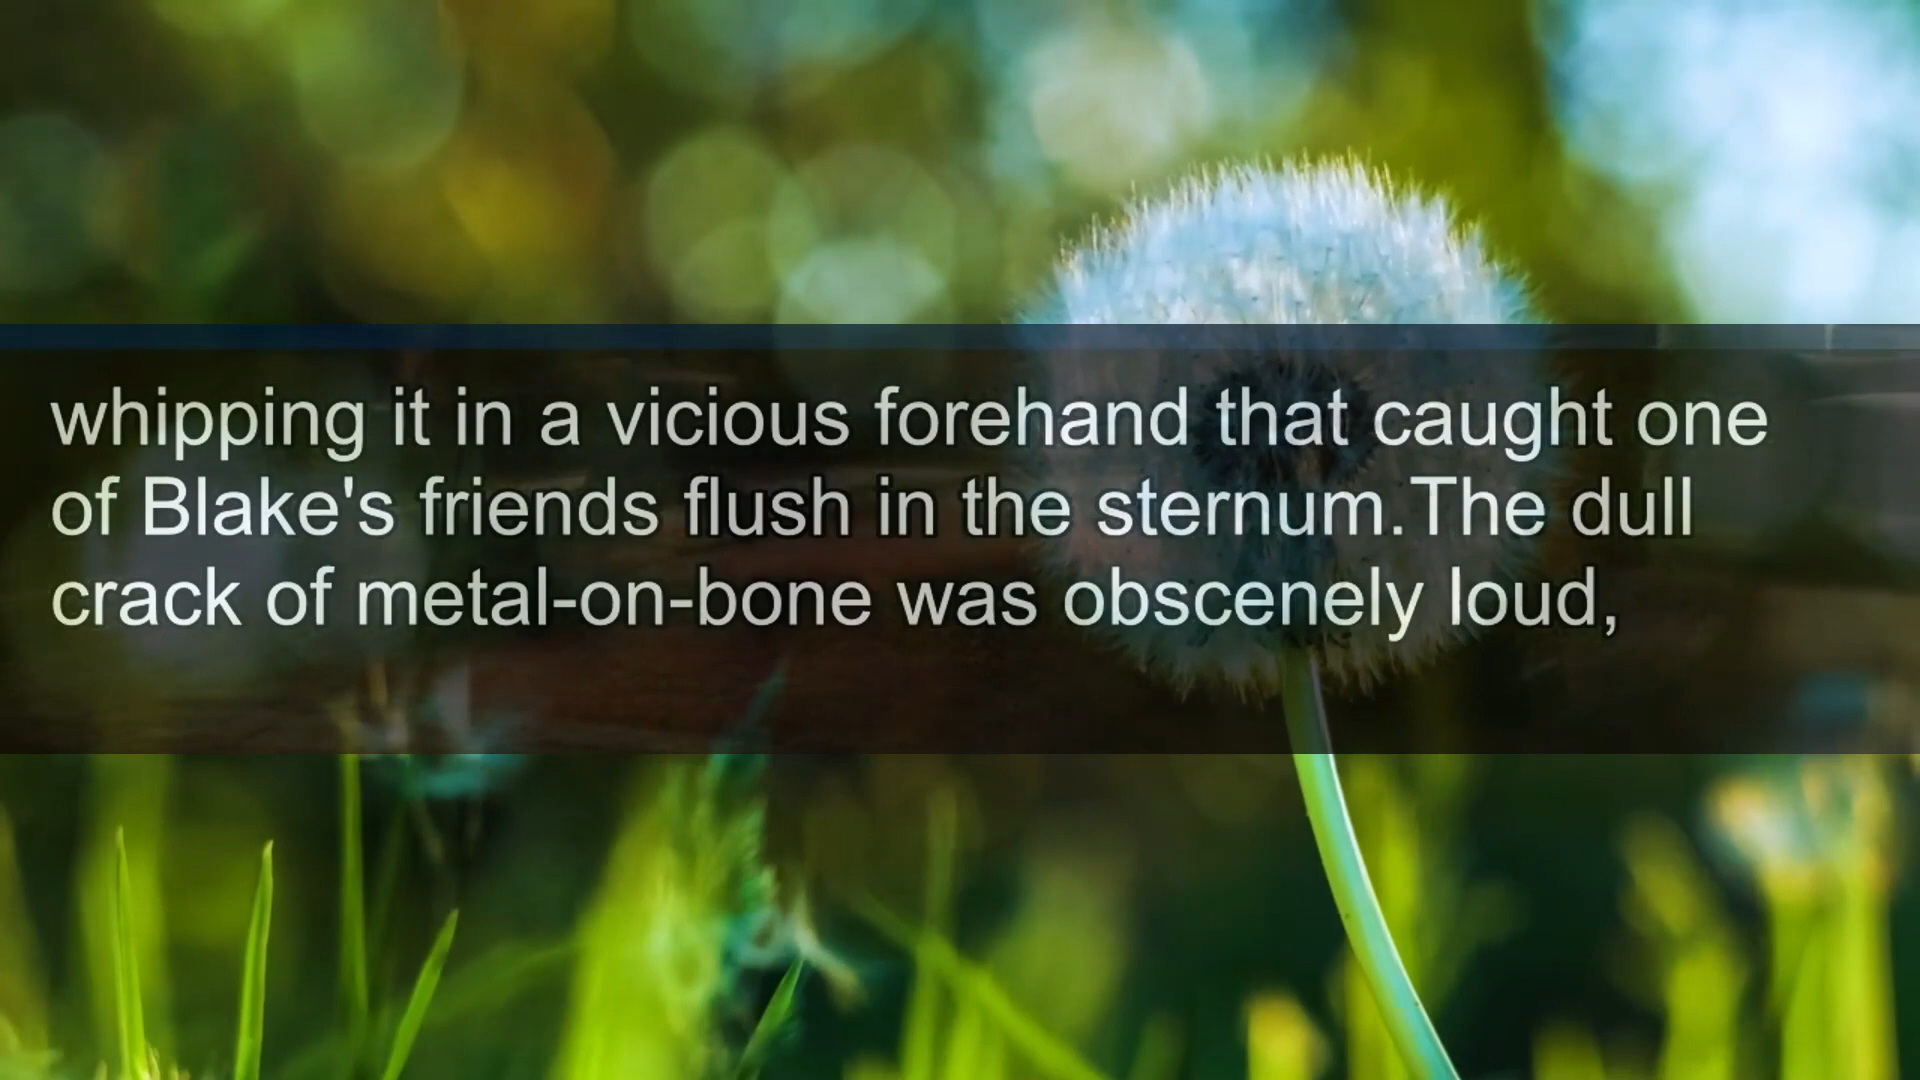 whipping it in a vicious forehand that caught one
of Blake's friends flush in the sternum.The dull
crack of metal-on-bone was obscenely loud,